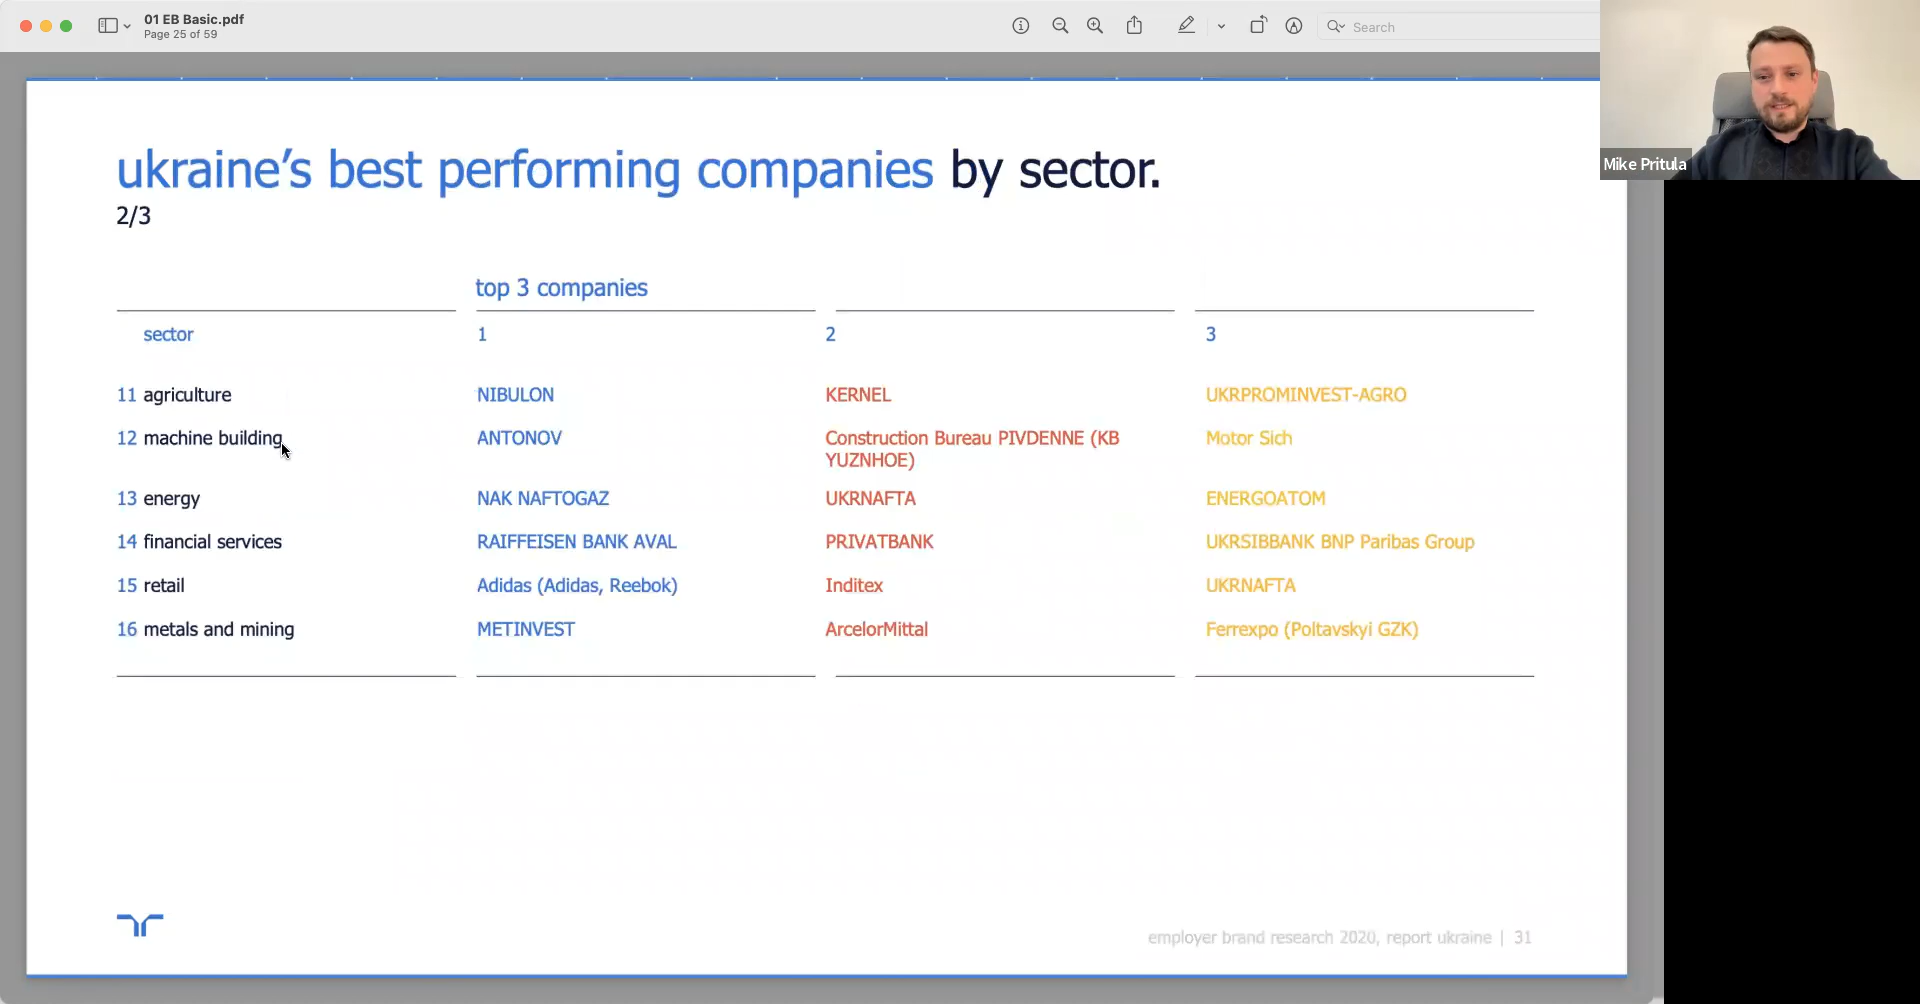 01 EB Basic.pdf
Page 25 of 59
Search
Mike Pritula
ukraine's best performing companies by sector.
2/3
top 3 companies
sector 1 2 3
11 agriculture NIBULON KERNEL UKRPROMINVEST-AGRO
12 machine building ANTONOV Construction Bureau PIVDENNE (KB YUZNHOE) Motor Sich
13 energy NAK NAFTOGAZ UKRNAFTA ENERGOATOM
14 financial services RAIFFEISEN BANK AVAL PRIVATBANK UKRSIBBANK BNP Paribas Group
15 retail Adidas (Adidas, Reebok) Inditex UKRNAFTA
16 metals and mining METINVEST ArcelorMittal Ferrexpo (Poltavskyi GZK)
employer brand research 2020, report ukraine | 31